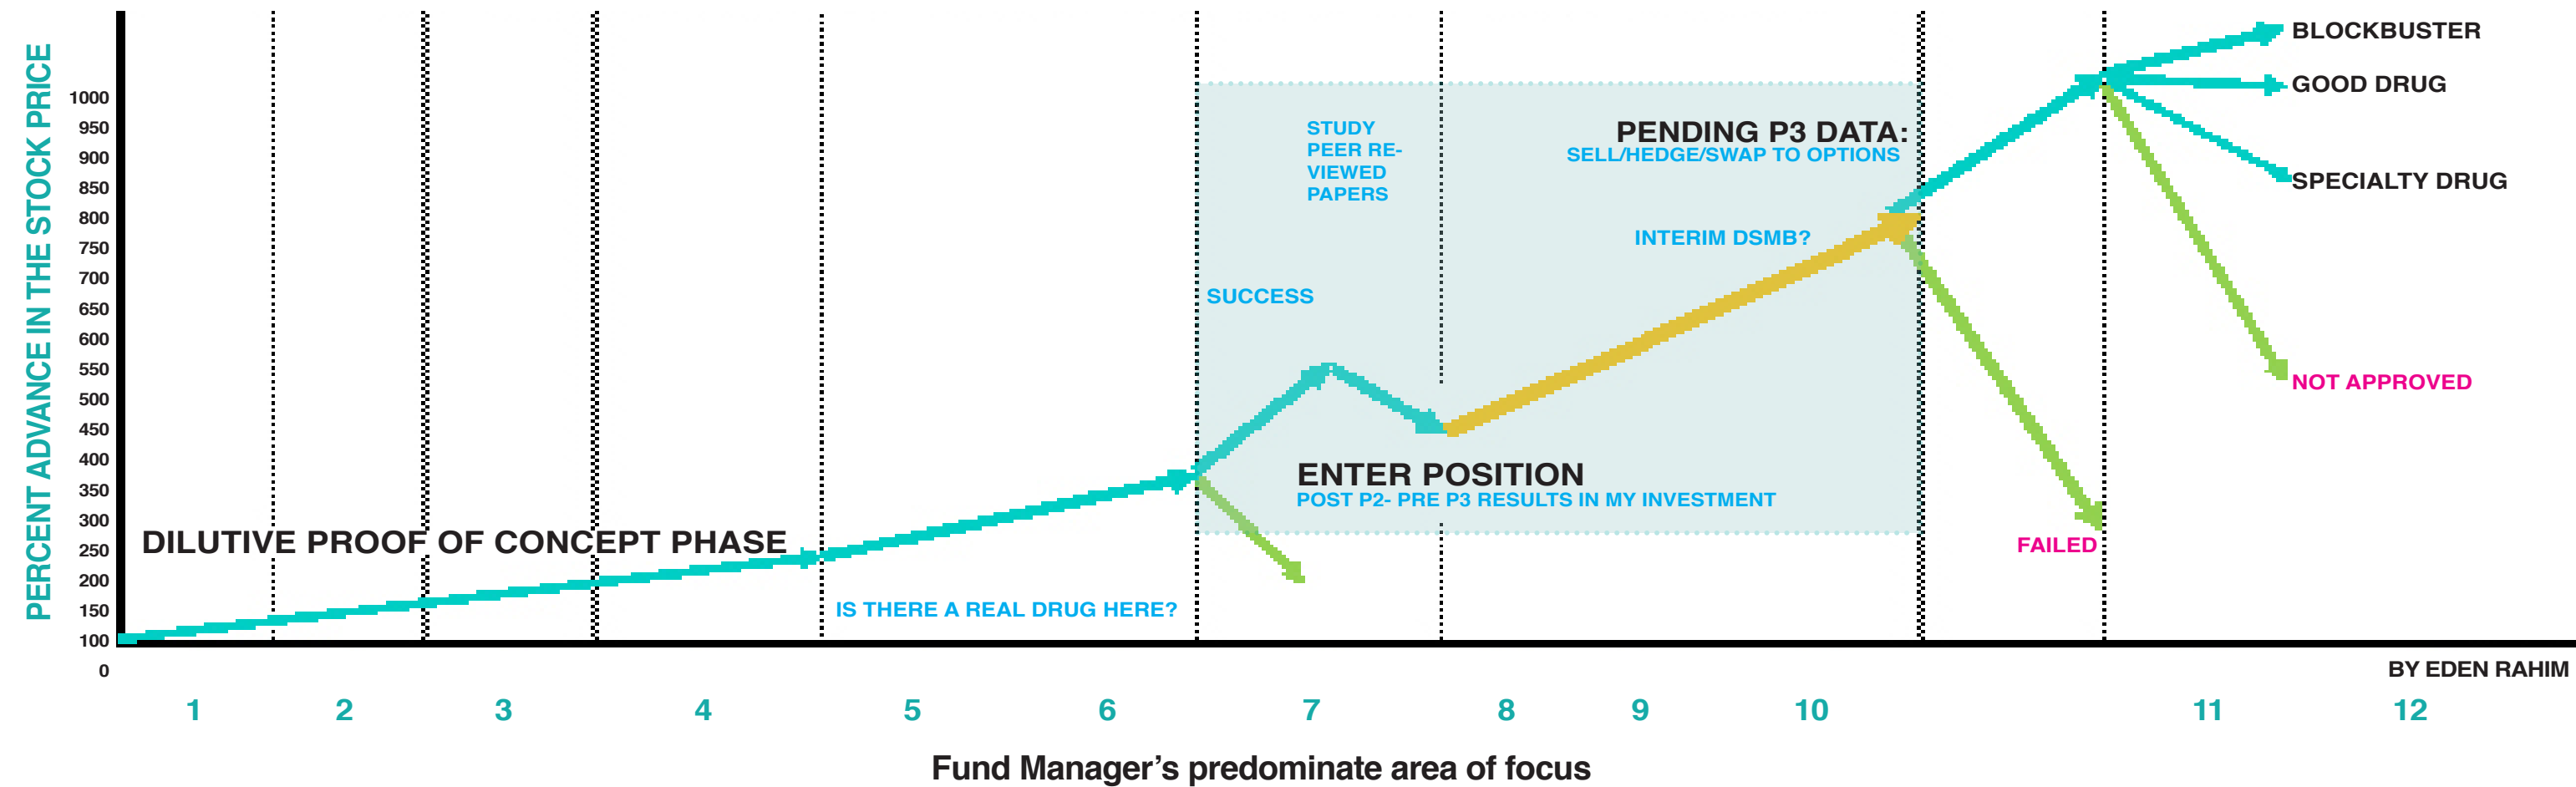 PERCENT ADVANCE IN THE STOCK PRICE
1000
950
900
850
800
750
700
650
600
550
500
450
400
350
300
250
200
150
100
0
DILUTIVE PROOF OF CONCEPT PHASE
IS THERE A REAL DRUG HERE?
SUCCESS
STUDY
PEER RE-
VIEWED
PAPERS
PENDING P3 DATA:
SELL/HEDGE/SWAP TO OPTIONS
INTERIM DSMB?
ENTER POSITION
POST P2- PRE P3 RESULTS IN MY INVESTMENT
FAILED
BLOCKBUSTER
GOOD DRUG
SPECIALTY DRUG
NOT APPROVED
BY EDEN RAHIM
1 2 3 4 5 6 7 8 9 10 11 12
Fund Manager’s predominate area of focus